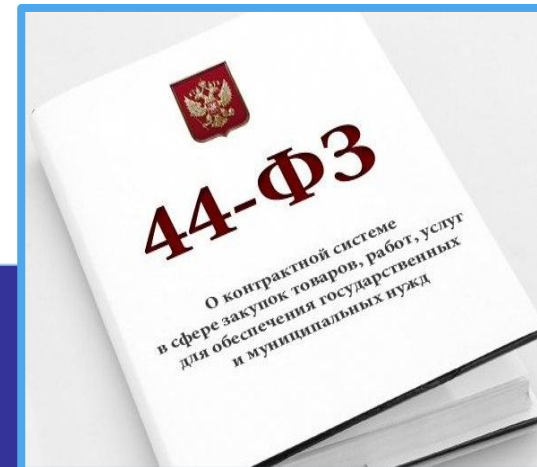 44-ФЗ
О контрактной системе
в сфере закупок товаров, работ, услуг
для обеспечения государственных
и муниципальных нужд